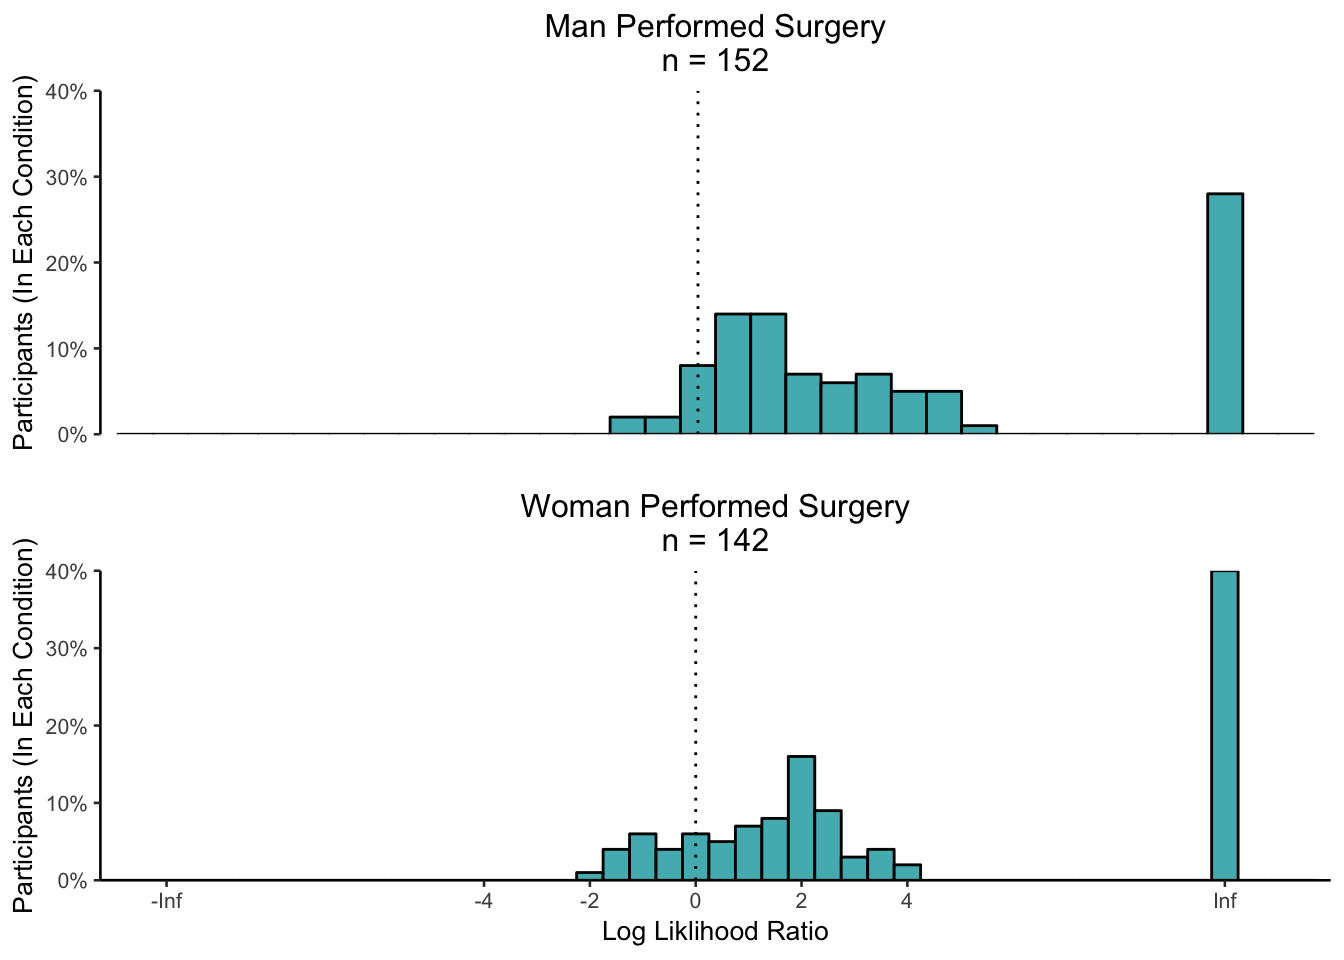 Man Performed Surgery
n = 152
Participants (In Each Condition)
40%
30%
20%
10%
0%
Woman Performed Surgery
n = 142
Participants (In Each Condition)
40%
30%
20%
10%
0%
-Inf -4 -2 0 2 4 Inf
Log Liklihood Ratio